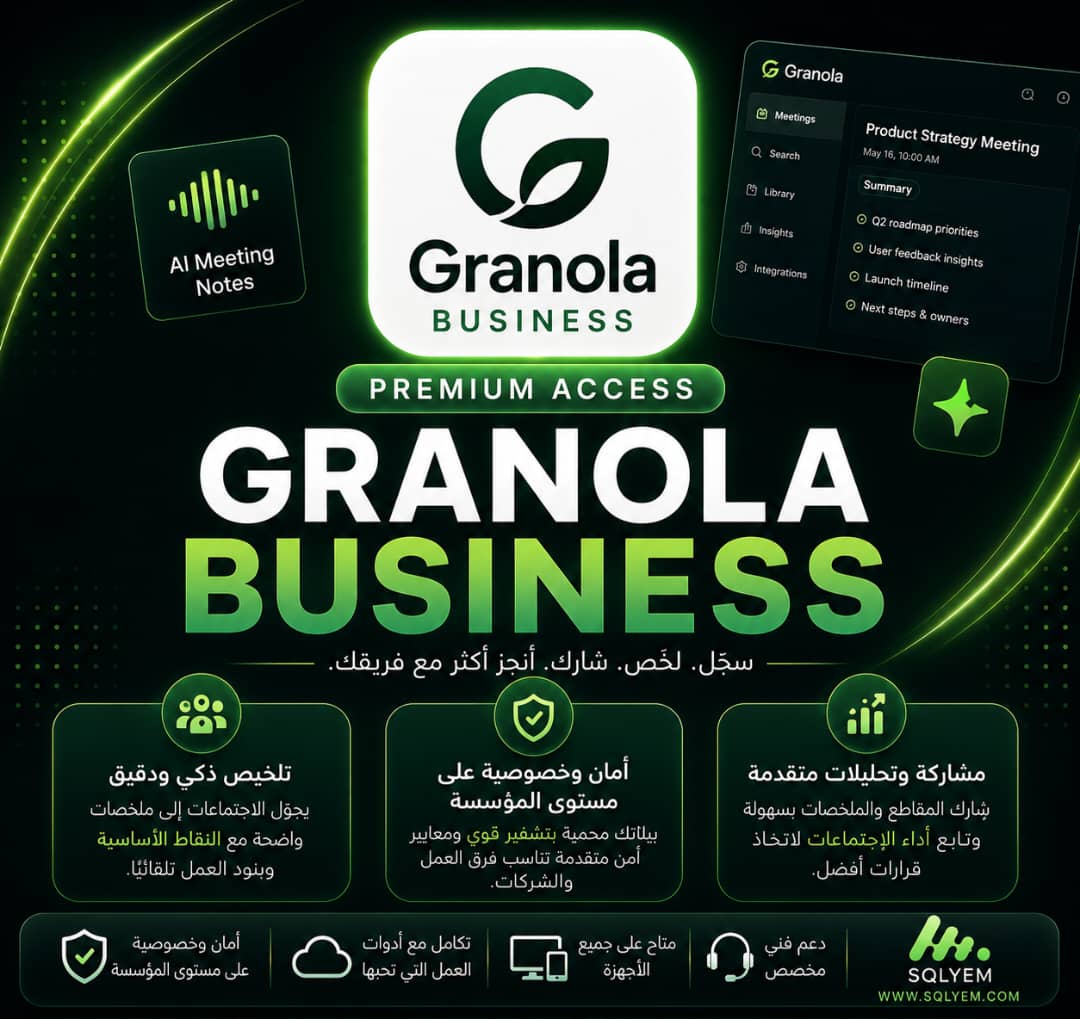 Granola
BUSINESS
AI Meeting
Notes
Granola
Meetings
Search
Library
Insights
Integrations
Product Strategy Meeting
May 16, 10:00 AM
Summary
Q2 roadmap priorities
User feedback insights
Launch timeline
Next steps & owners
PREMIUM ACCESS
GRANOLA
BUSINESS
سجّل. لخّص. شارك. أنجز أكثر مع فريقك.
مشاركة وتحليلات متقدمة
شارك المقاطع والملخصات بسهولة
وتابع أداء الإجتماعات لاتخاذ
قرارات أفضل.
أمان وخصوصية على
مستوى المؤسسة
بياناتك محمية بتشفير قوي ومعايير
أمن متقدمة تناسب فرق العمل
والشركات.
تلخيص ذكي ودقيق
يحوّل الاجتماعات إلى ملخصات
واضحة مع النقاط الأساسية
وبنود العمل تلقائيًا.
SQLYEM
WWW.SQLYEM.COM
دعم فني
مخصص
متاح على جميع
الأجهزة
تكامل مع أدوات
العمل التي تحبها
أمان وخصوصية
على مستوى المؤسسة